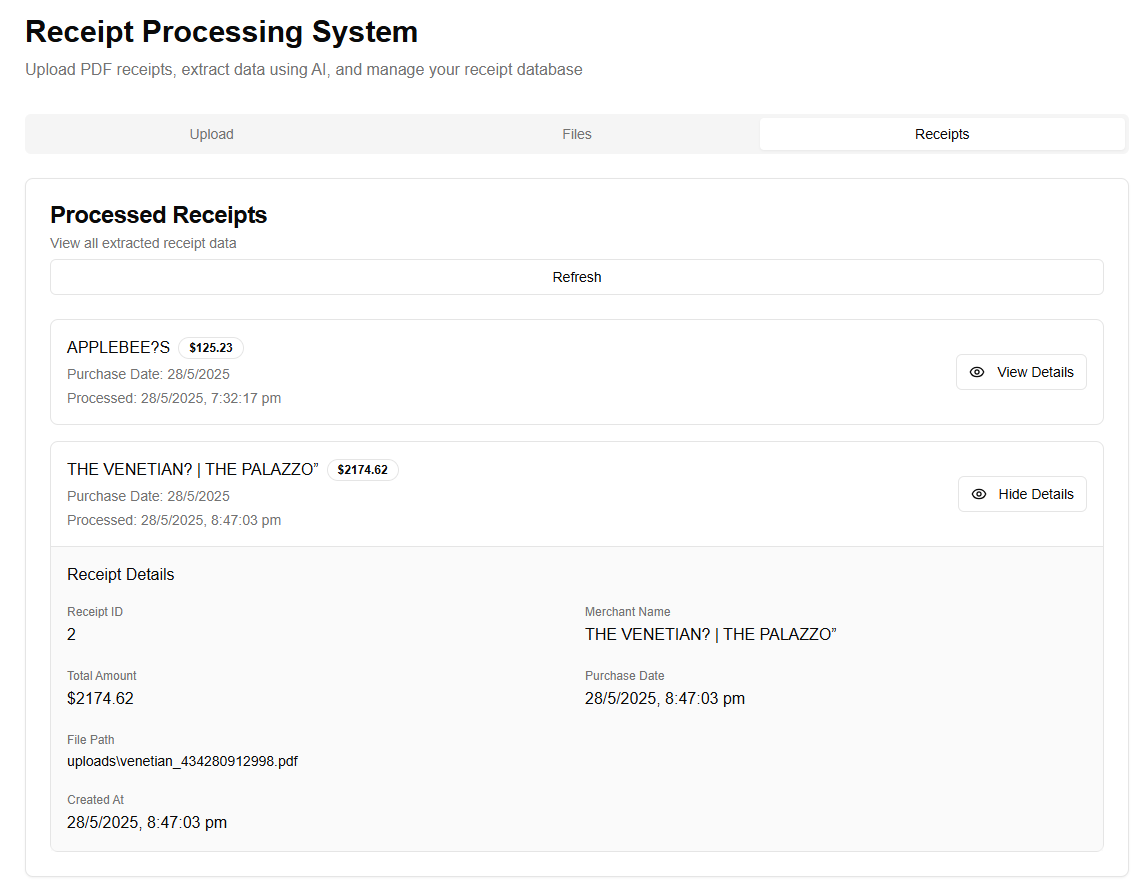 Receipt Processing System
Upload PDF receipts, extract data using AI, and manage your receipt database
Upload Files Receipts
Processed Receipts
View all extracted receipt data
Refresh
APPLEBEE?S $125.23
Purchase Date: 28/5/2025
Processed: 28/5/2025, 7:32:17 pm
View Details
THE VENETIAN? | THE PALAZZO” $2174.62
Purchase Date: 28/5/2025
Processed: 28/5/2025, 8:47:03 pm
Hide Details
Receipt Details
Receipt ID
2
Merchant Name
THE VENETIAN? | THE PALAZZO”
Total Amount
$2174.62
Purchase Date
28/5/2025, 8:47:03 pm
File Path
uploads\venetian_434280912998.pdf
Created At
28/5/2025, 8:47:03 pm